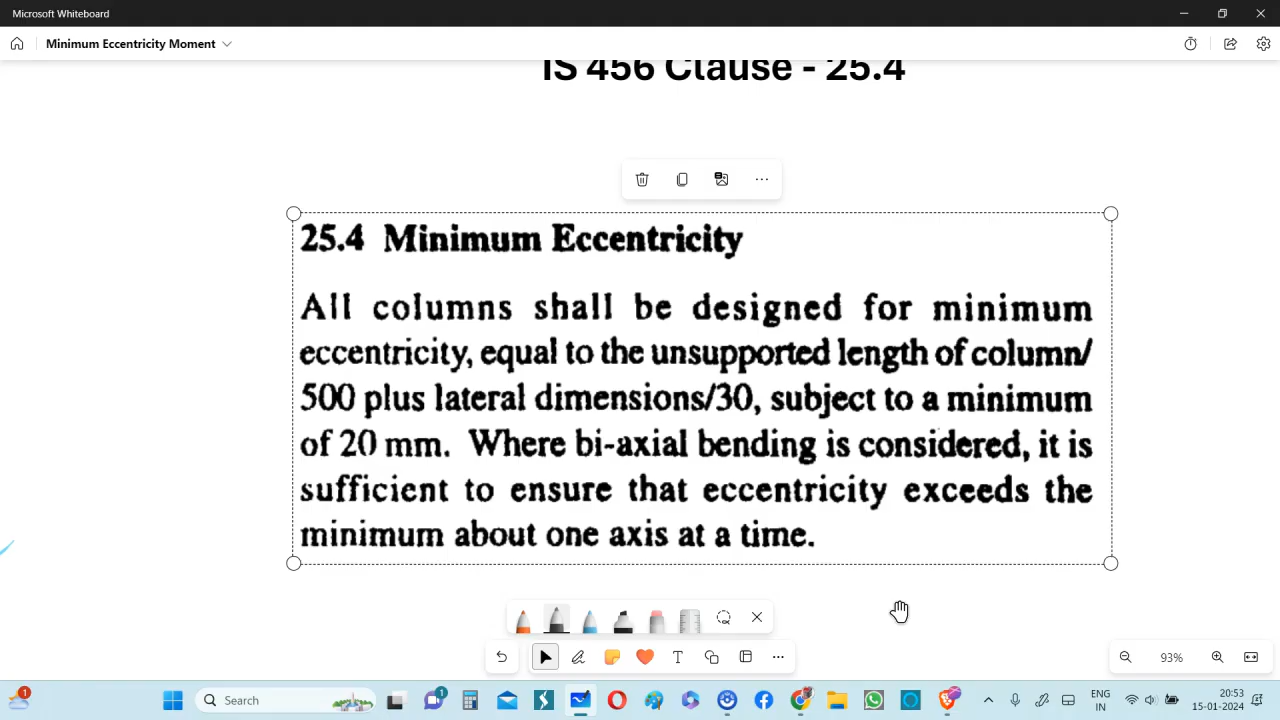 Microsoft Whiteboard
Minimum Eccentricity Moment
IS 456 Clause - 25.4
25.4 Minimum Eccentricity
All columns shall be designed for minimum
eccentricity, equal to the unsupported length of column/
500 plus lateral dimensions/30, subject to a minimum
of 20 mm. Where bi-axial bending is considered, it is
sufficient to ensure that eccentricity exceeds the
minimum about one axis at a time.
93%
1
Search
1
ENG
IN
20:53
15-01-2024